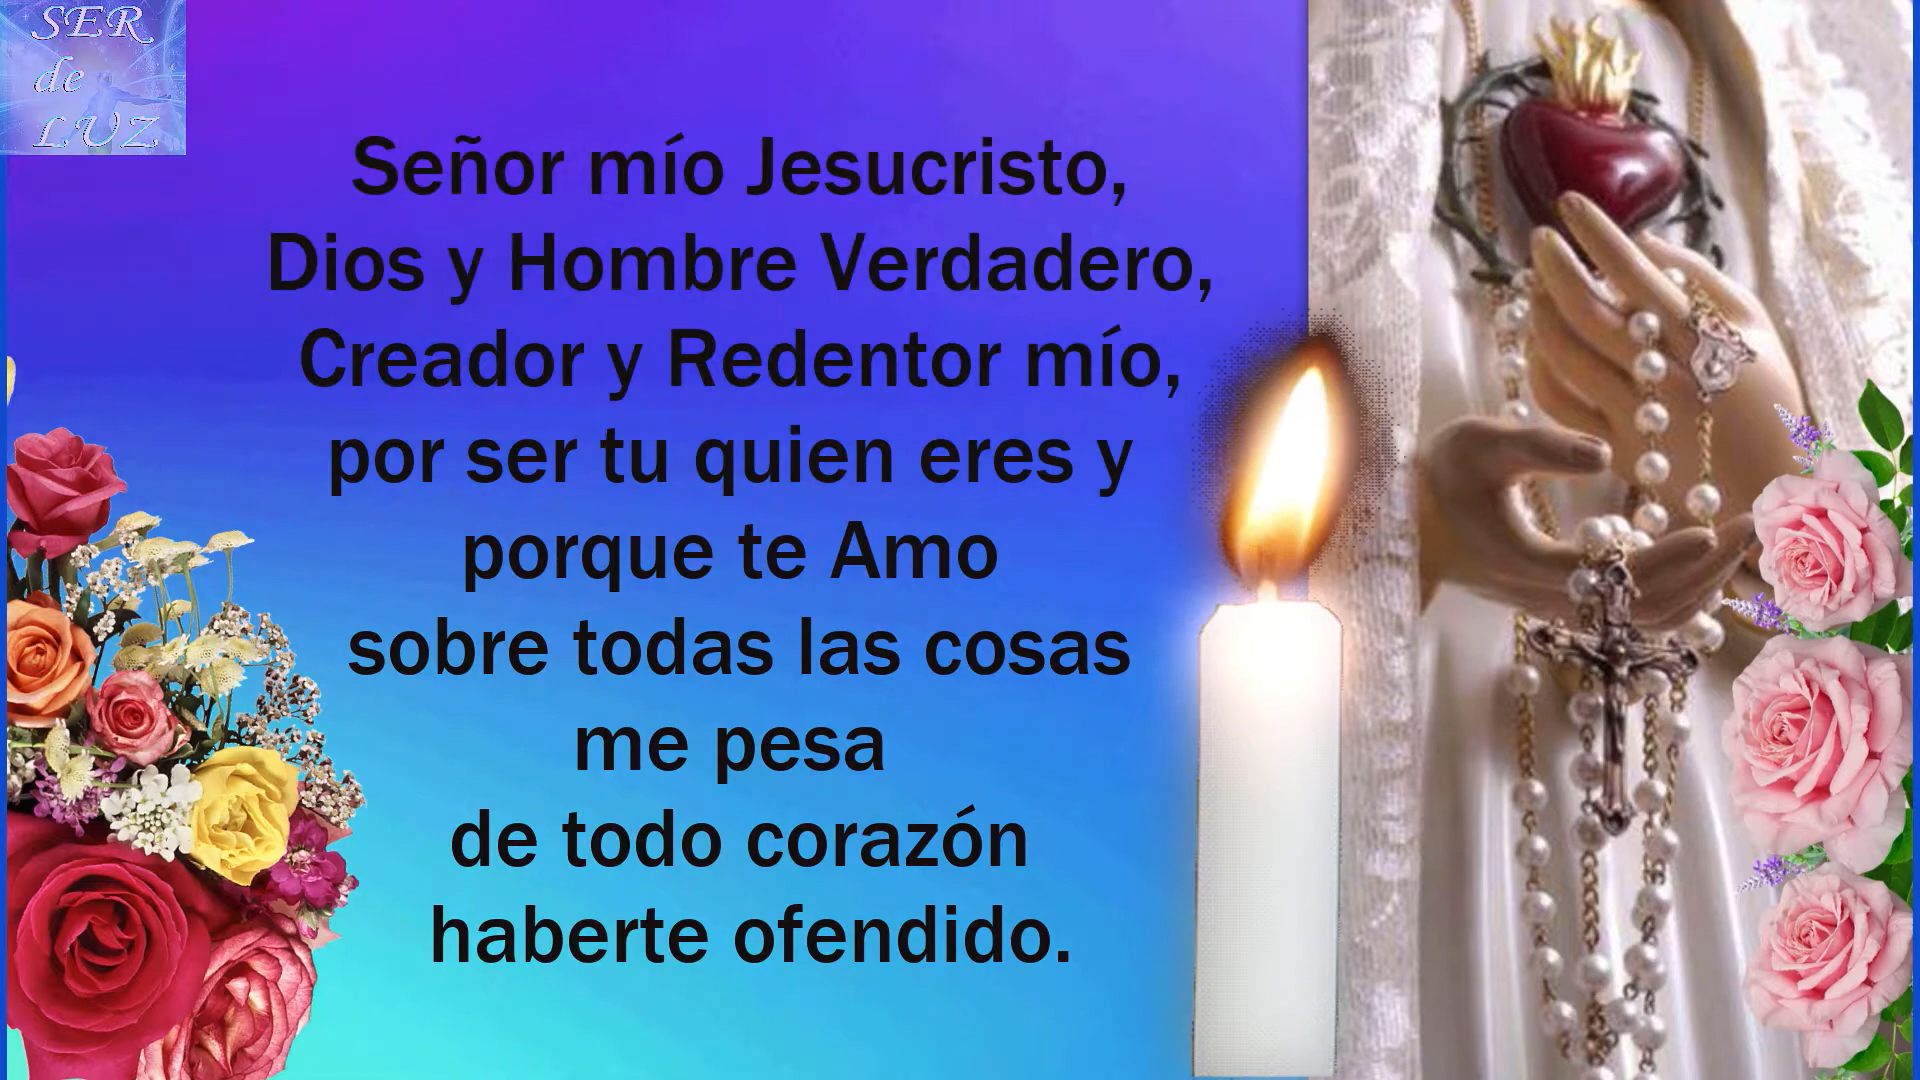 SER
de
LUZ
Señor mío Jesucristo,
Dios y Hombre Verdadero,
Creador y Redentor mío,
por ser tu quien eres y
porque te Amo
sobre todas las cosas
me pesa
de todo corazón
haberte ofendido.